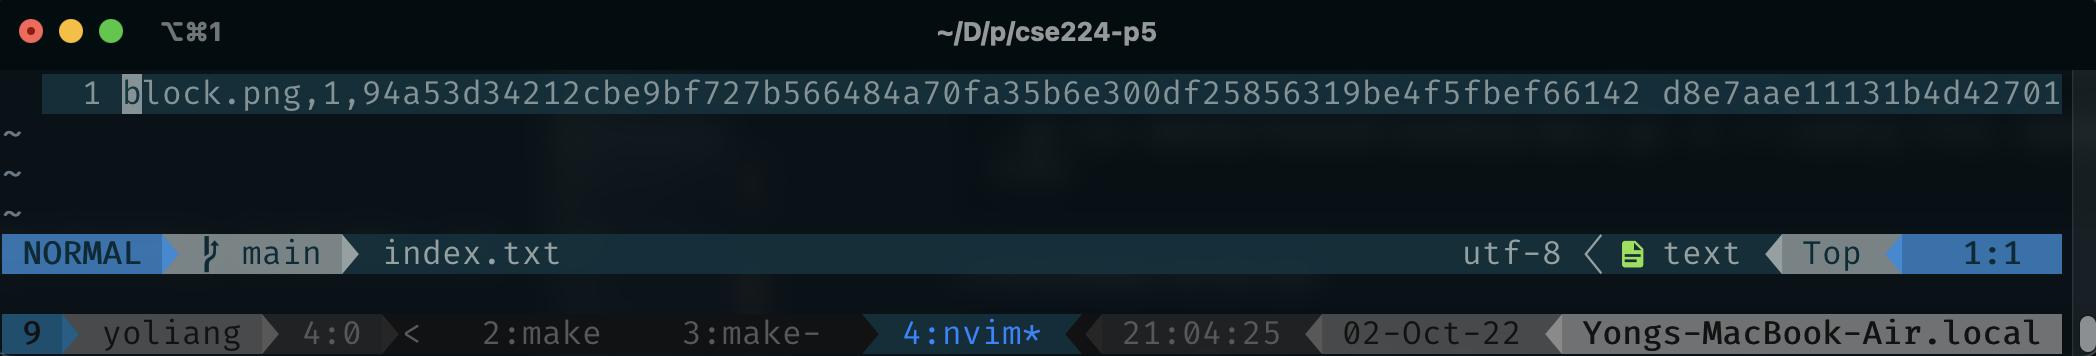 ⌥⌘1 ~/D/p/cse224-p5
1 block.png,1,94a53d34212cbe9bf727b566484a70fa35b6e300df25856319be4f5fbef66142 d8e7aae11131b4d42701
~
~
~
NORMAL main index.txt utf-8 text Top 1:1
9 yoliang 4:0 < 2:make 3:make- 4:nvim* 21:04:25 02-Oct-22 Yongs-MacBook-Air.local